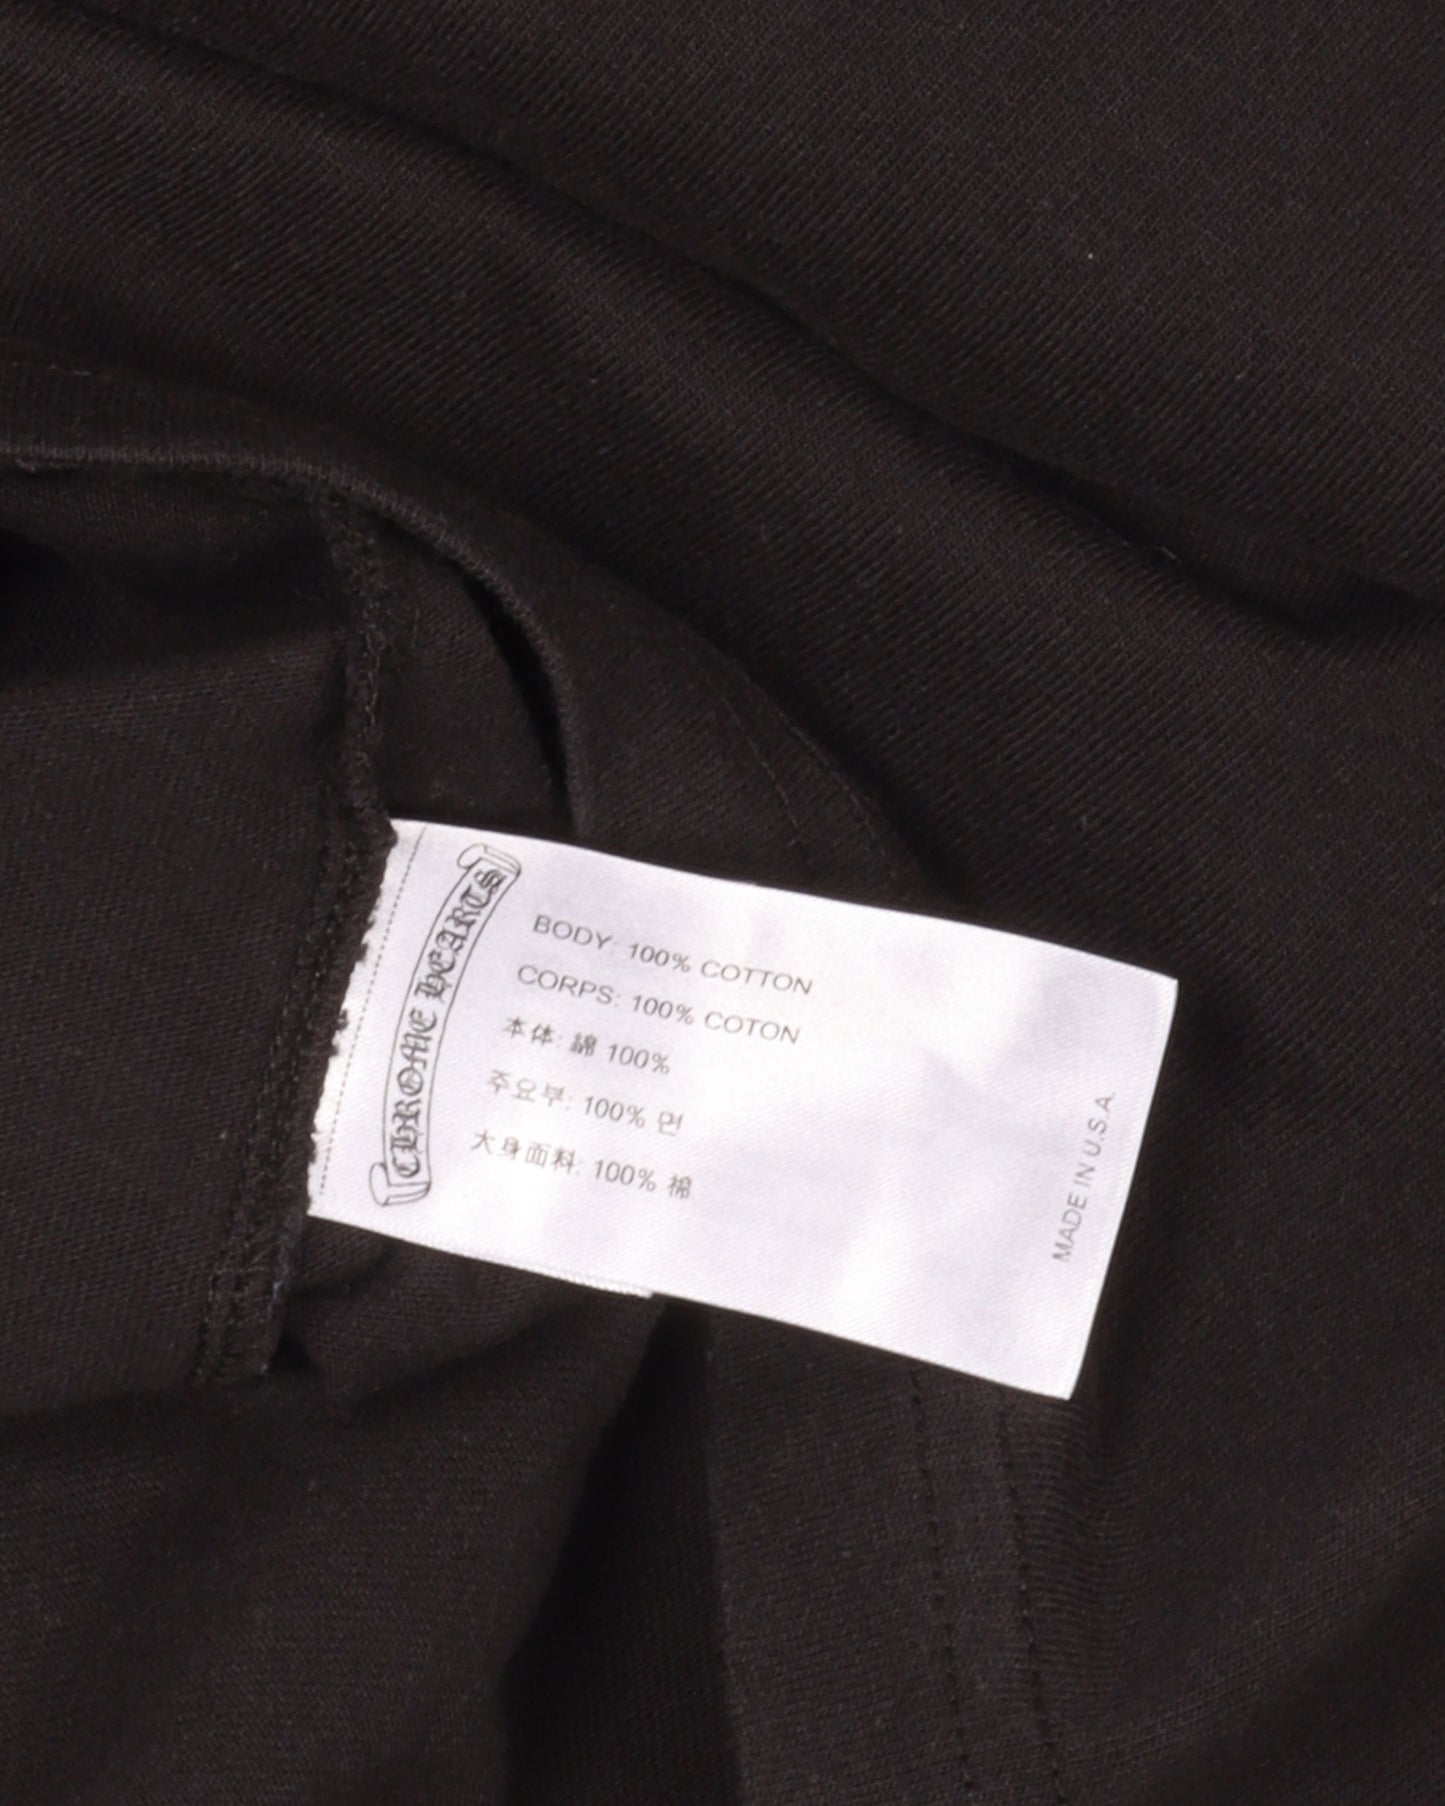 CHROME HEARTS
BODY: 100% COTTON
CORPS: 100% COTON
本体: 綿 100%
주요부: 100% 면
大身面料: 100% 棉
MADE IN U.S.A.